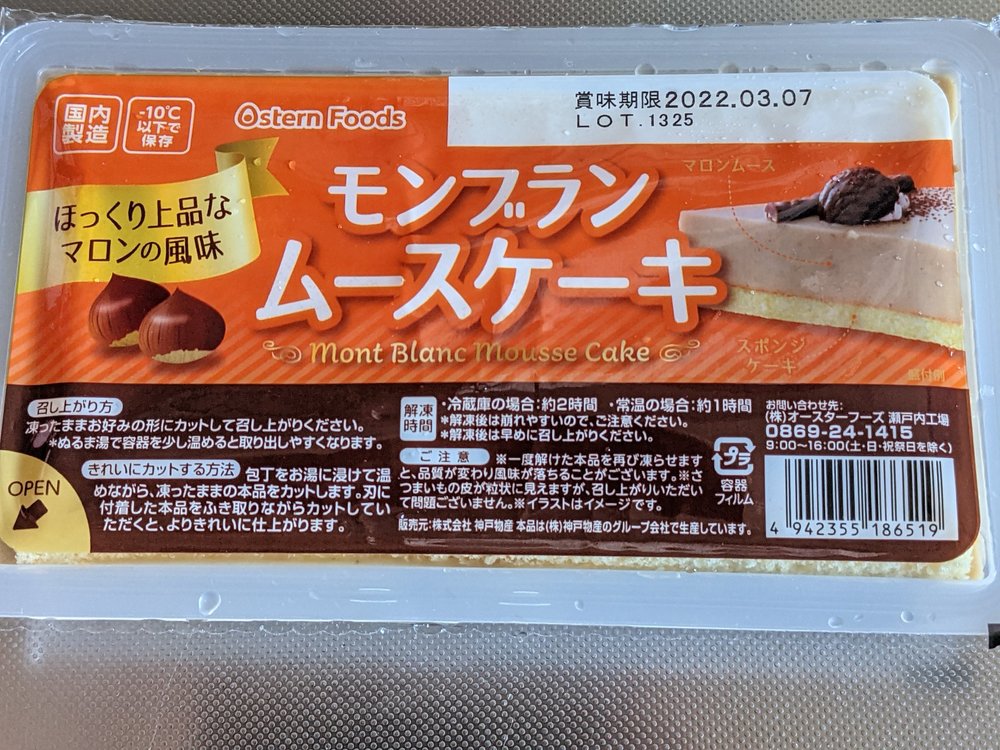 国内
製造
-10℃
以下で
保存
Ostern Foods
賞味期限2022.03.07
LOT.1325
ほっくり上品な
マロンの風味
モンブラン
ムースケーキ
Mont Blanc Mousse Cake
マロンムース
スポンジ
ケーキ
盛付例
召し上がり方
凍ったままお好みの形にカットして召し上がりください。
*ぬるま湯で容器を少し温めると取り出しやすくなります。
きれいにカットする方法 包丁をお湯に浸けて温
めながら、凍ったままの本品をカットします。刃に
付着した本品をふき取りながらカットしてい
ただくと、よりきれいに仕上がります。
OPEN
解凍
時間
・冷蔵庫の場合:約2時間 ・常温の場合:約1時間
*解凍後は崩れやすいので、ご注意ください。
*解凍後は早めに召し上がりください。
ご注意 ※一度解けた本品を再び凍らせます
と、品質が変わり風味が落ちることがございます。※さ
つまいもの皮が粒状に見えますが、召し上がりいただい
て問題ございません。※イラストはイメージです。
販売元:株式会社 神戸物産 本品は(株)神戸物産のグループ会社で生産しています。
プラ
容器
フィルム
お問い合わせ先:
(株)オースターフーズ 瀬戸内工場
0869-24-1415
9:00〜16:00(土・日・祝祭日を除く)
4 942355 186519